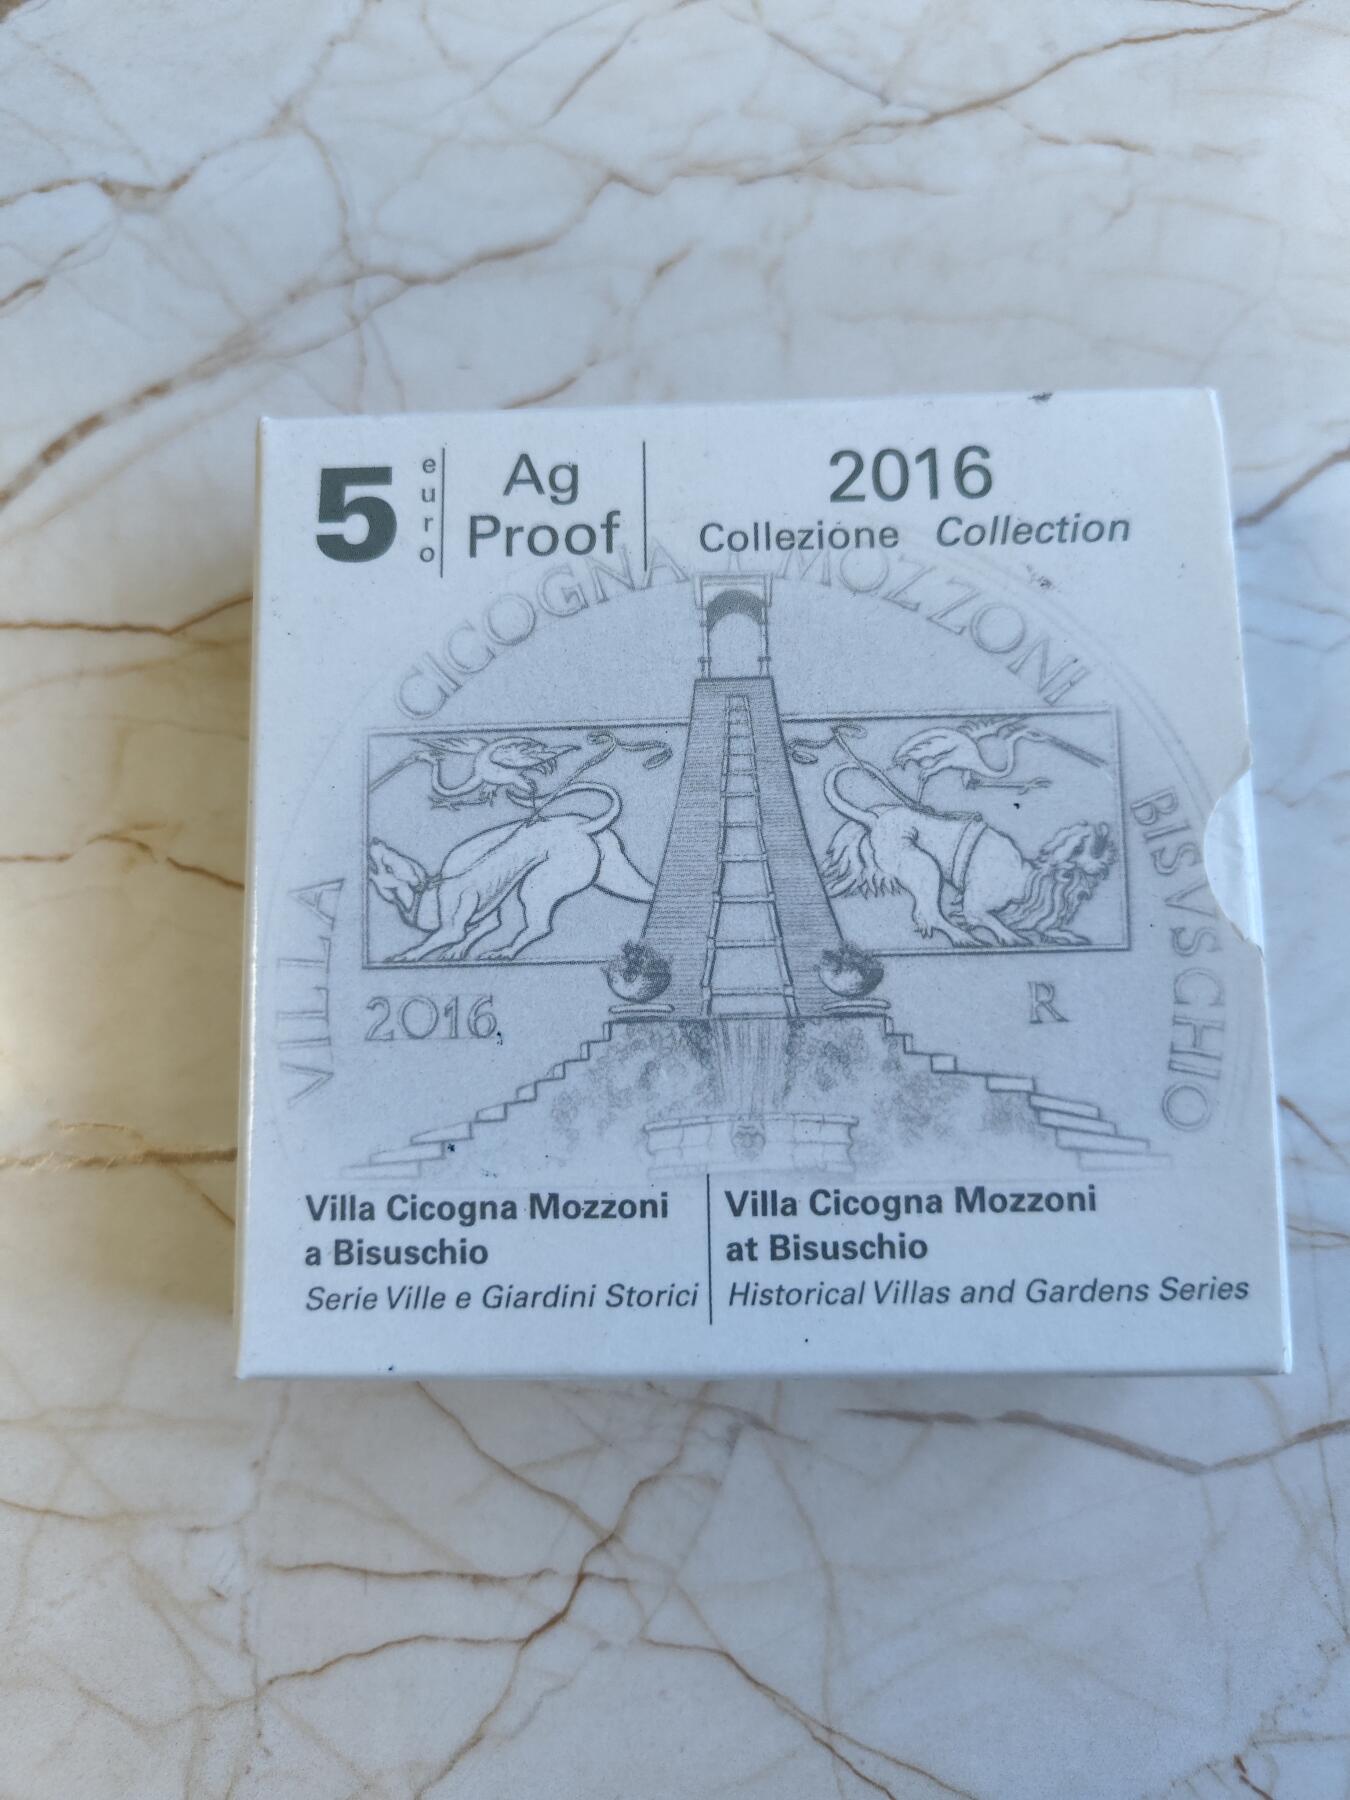 5 euro
Ag
Proof
2016
Collezione Collection
VILLA CICOGNA MOZZONI BISVSCHIO
2016
R
Villa Cicogna Mozzoni
a Bisuschio
Serie Ville e Giardini Storici
Villa Cicogna Mozzoni
at Bisuschio
Historical Villas and Gardens Series